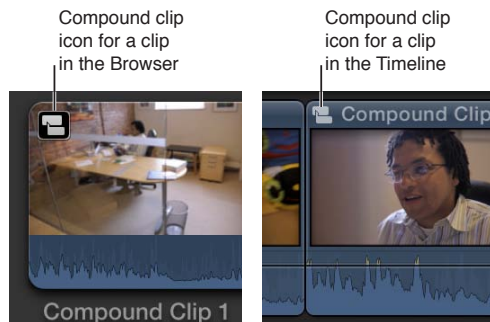 Compound clip
icon for a clip
in the Browser
Compound clip
icon for a clip
in the Timeline
Compound Clip 1
Compound Clip